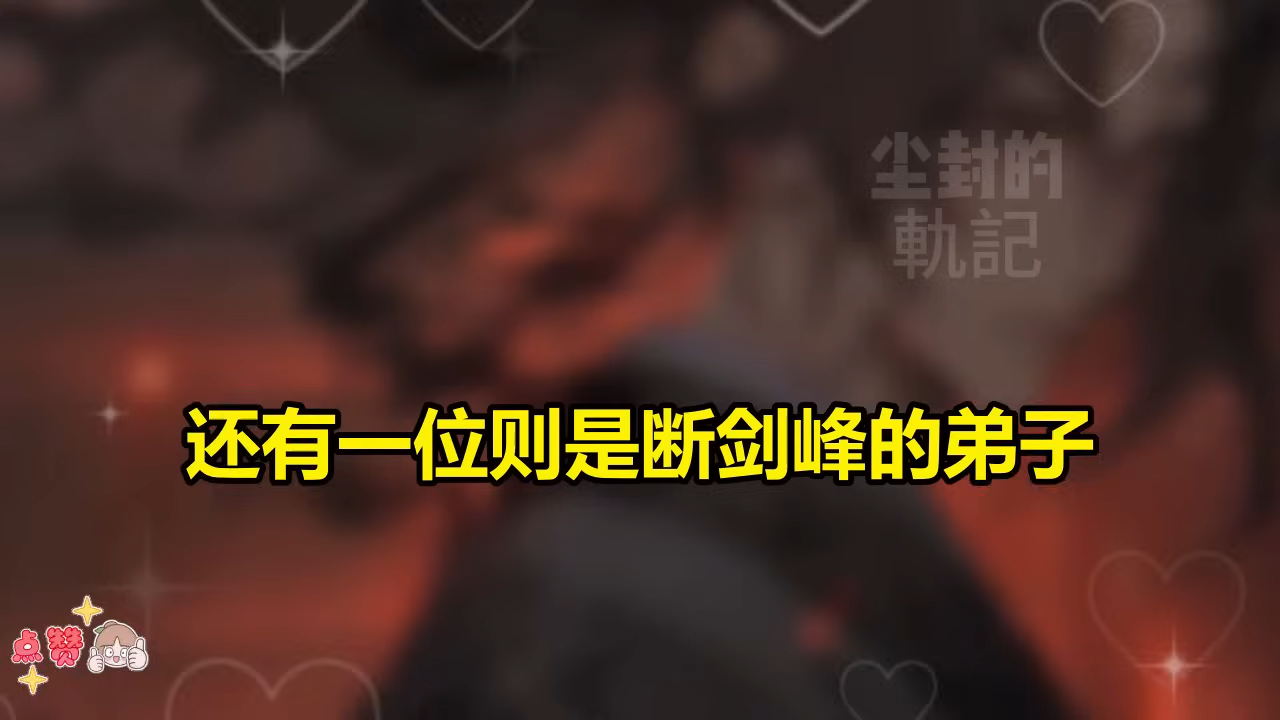 尘封的
軌記
还有一位则是断剑峰的弟子
点赞